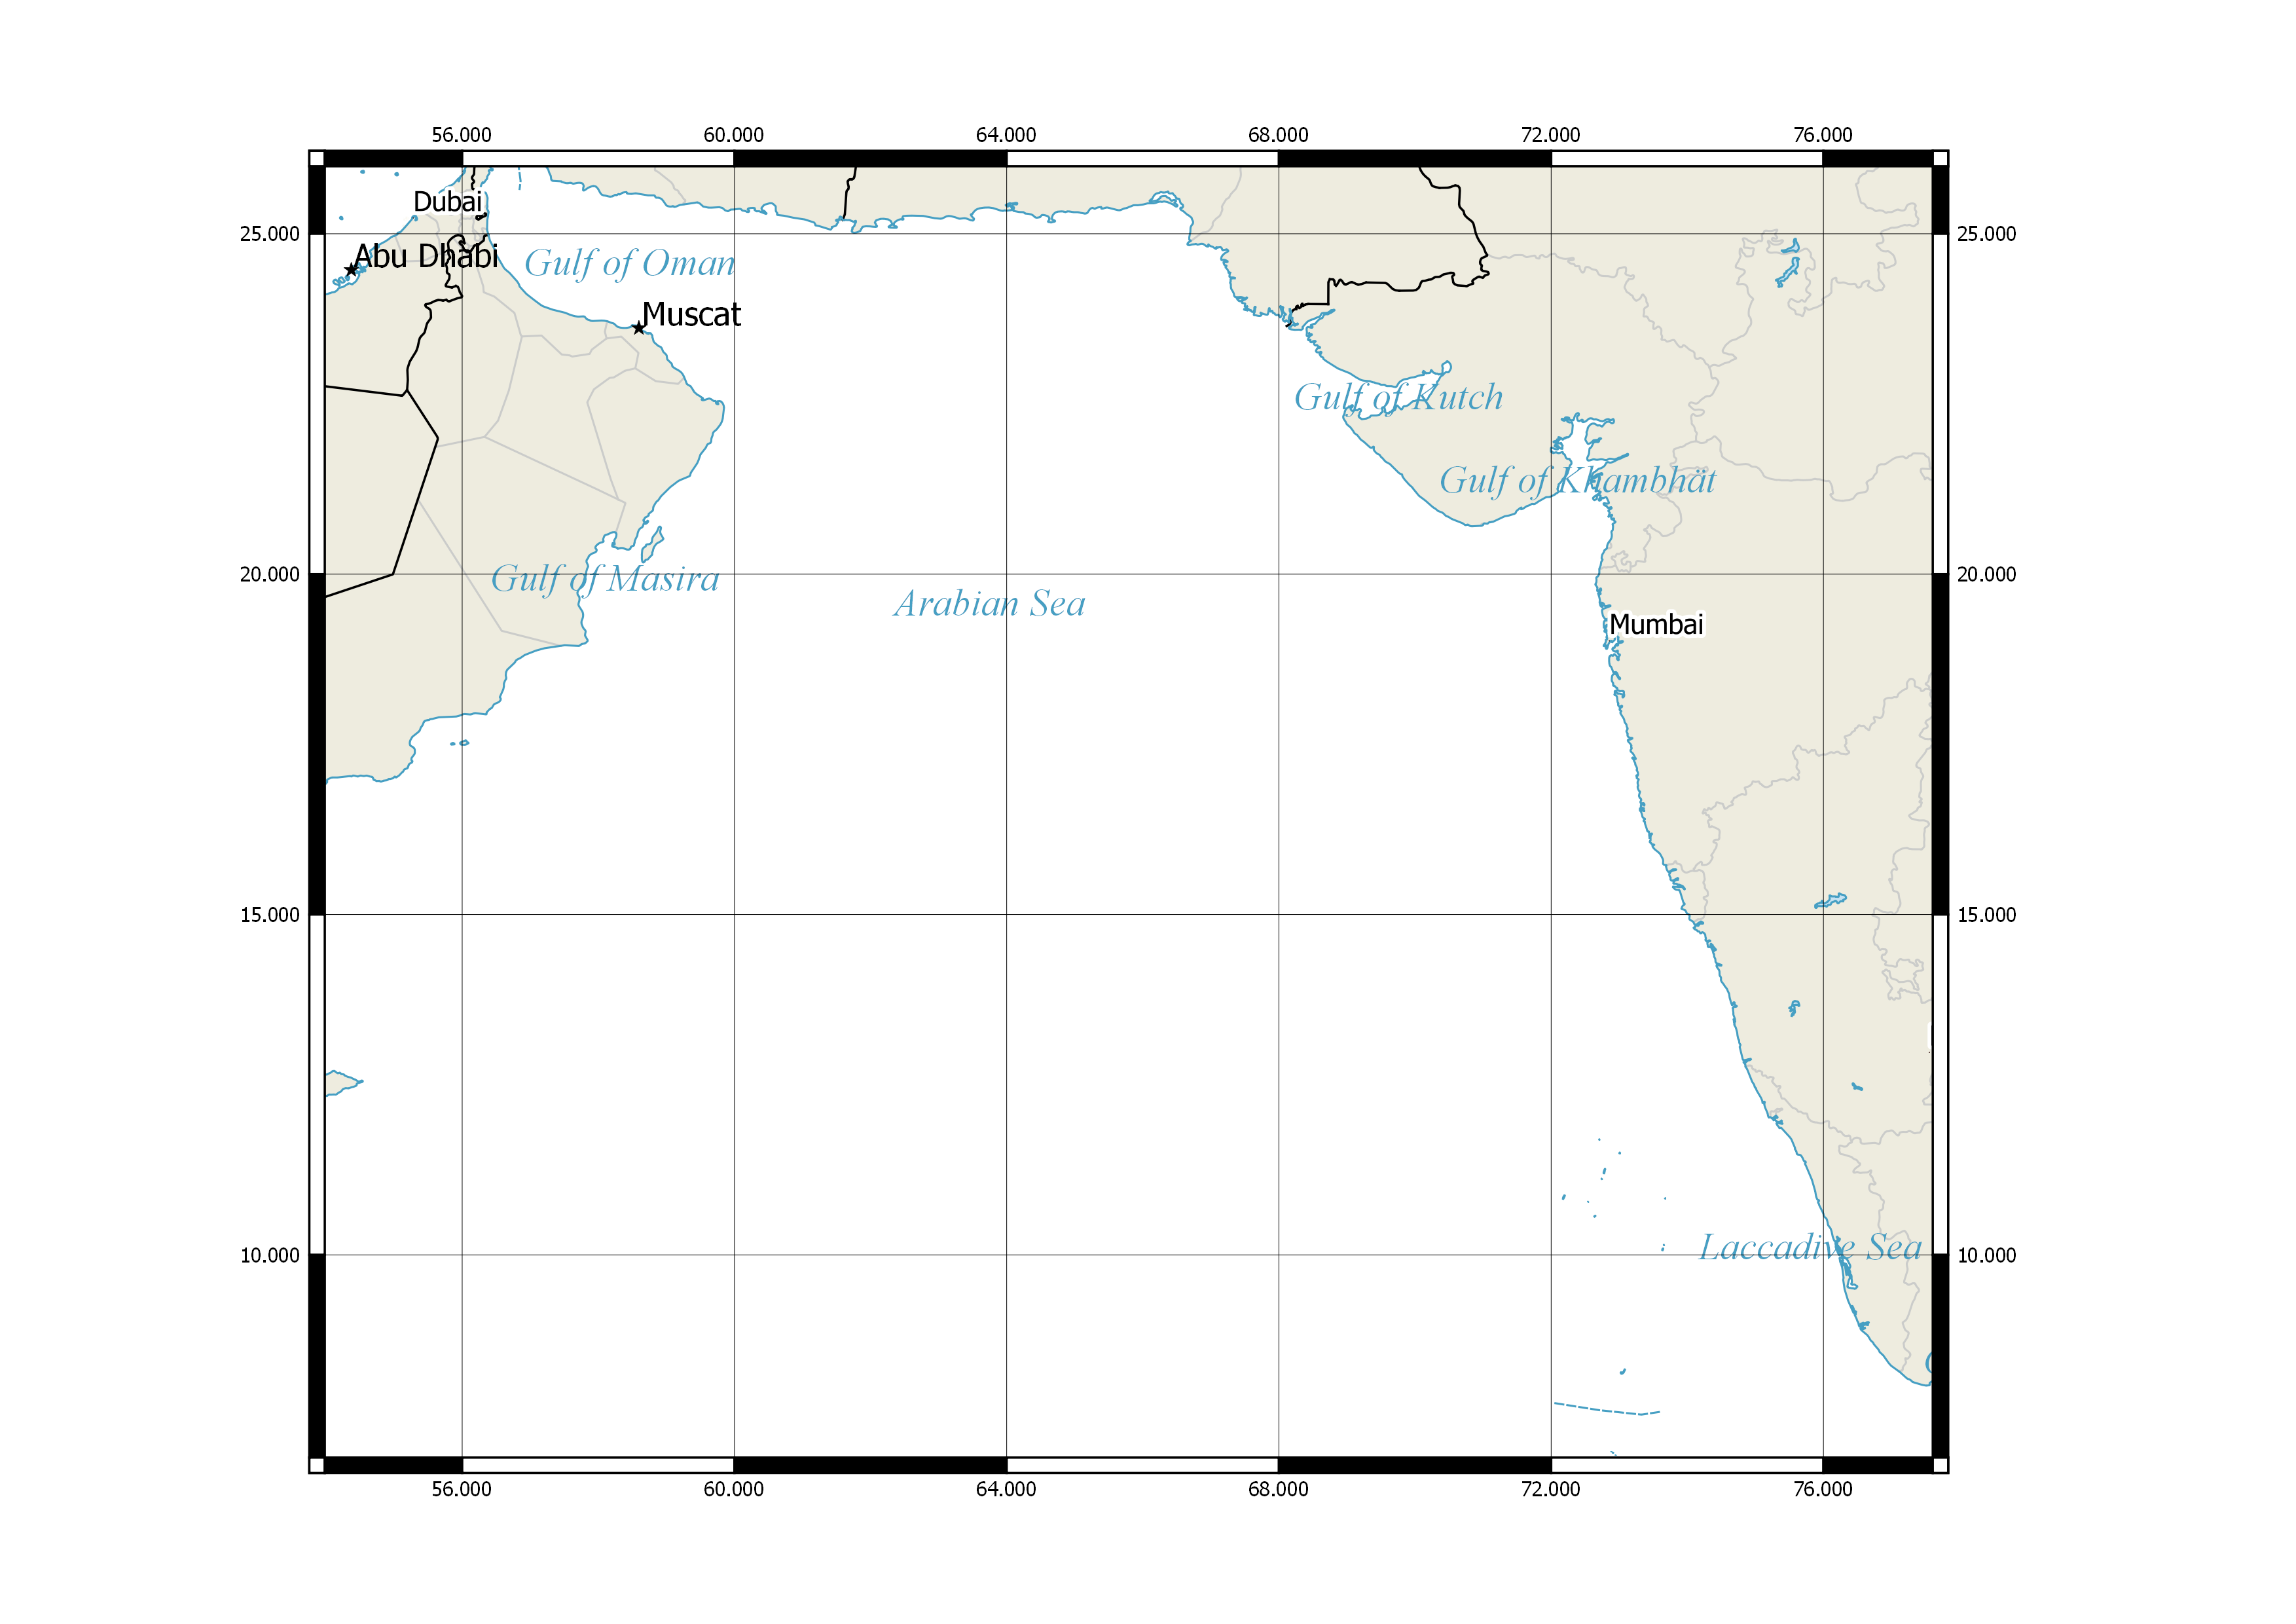 56.000 60.000 64.000 68.000 72.000 76.000
Dubai
25.000 25.000
Abu Dhabi
Gulf of Oman
Muscat
Gulf of Kutch
Gulf of Khambhät
20.000 20.000
Gulf of Masira
Arabian Sea
Mumbai
15.000 15.000
Laccadive Sea
10.000 10.000
56.000 60.000 64.000 68.000 72.000 76.000